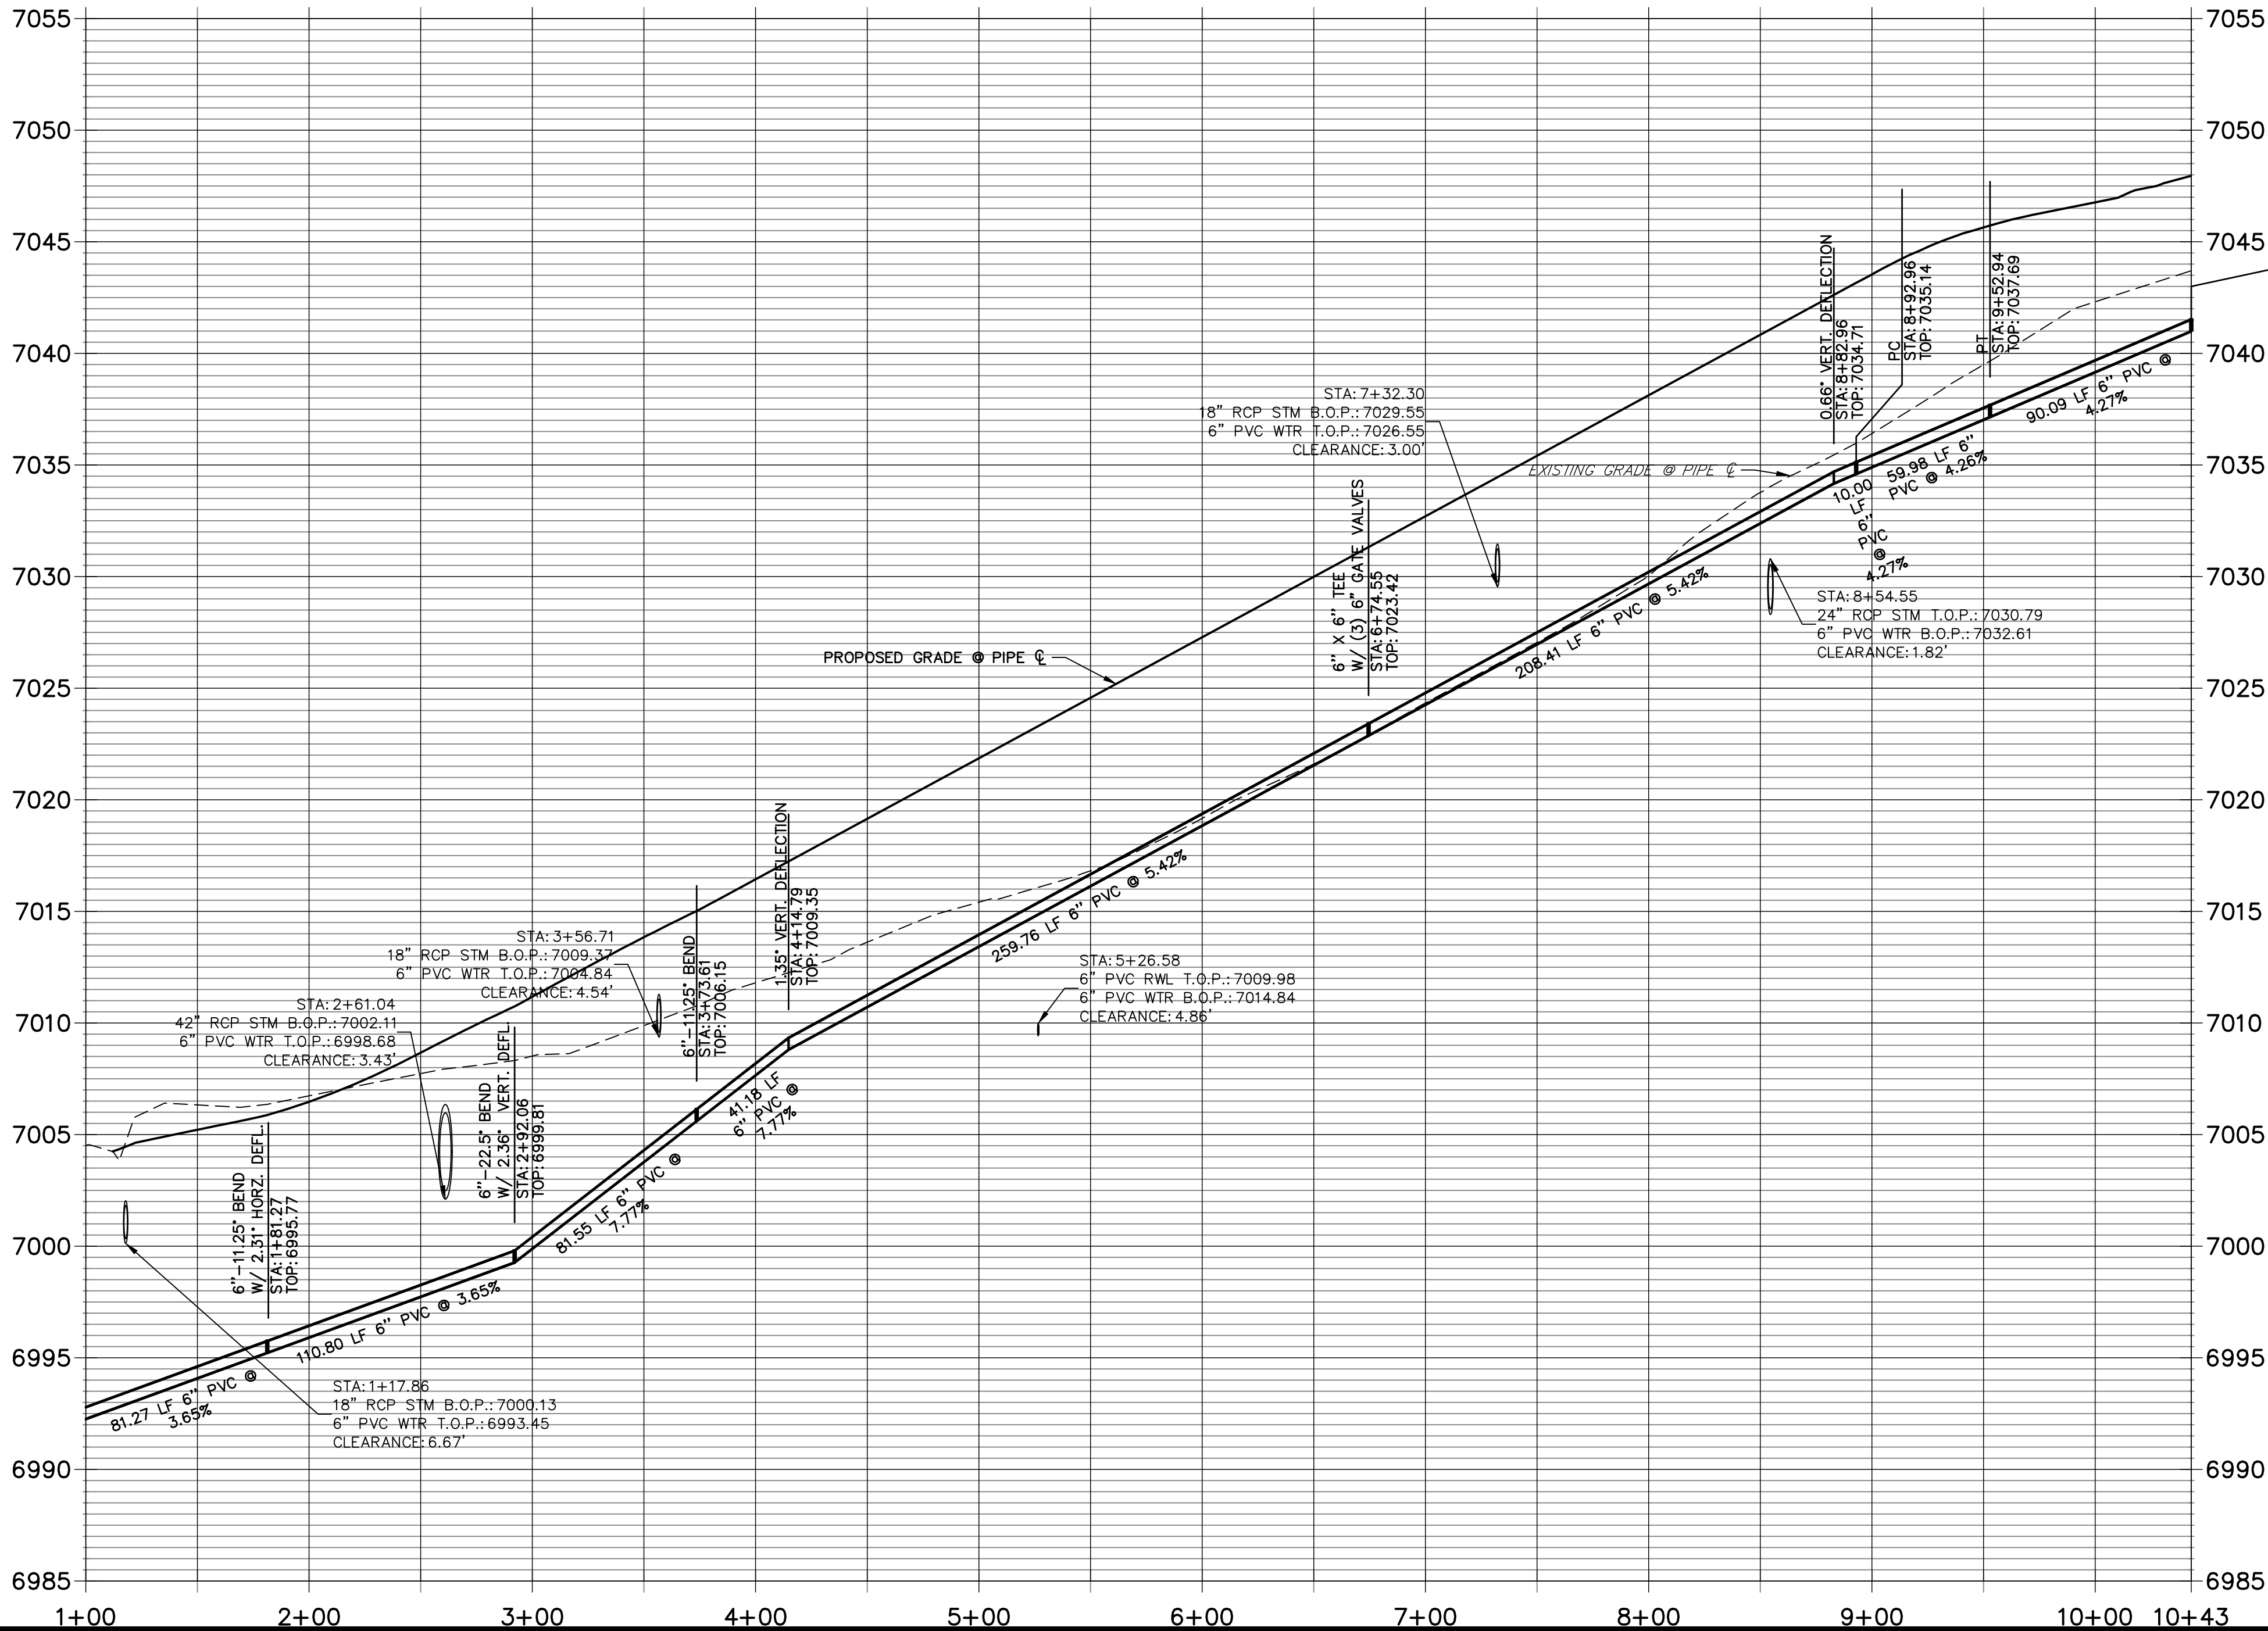 7055
7055
7050
7050
7045
7045
7040
7040
7035
7035
7030
7030
7025
7025
7020
7020
7015
7015
7010
7010
7005
7005
7000
7000
6995
6995
6990
6990
6985
6985
1+00
2+00
3+00
4+00
5+00
6+00
7+00
8+00
9+00
10+00
10+43
81.27 LF 6" PVC @
3.65%
STA: 1+17.86
18" RCP STM B.O.P.: 7000.13
6" PVC WTR T.O.P.: 6993.45
CLEARANCE: 6.67'
6"-11.25° BEND
W/ 2.31° HORZ. DEFL.
STA: 1+81.27
TOP: 6995.77
110.80 LF 6" PVC @ 3.65%
STA: 2+61.04
42" RCP STM B.O.P.: 7002.11
6" PVC WTR T.O.P.: 6998.68
CLEARANCE: 3.43'
6"-22.5° BEND
W/ 2.36° VERT. DEFL.
STA: 2+92.06
TOP: 6999.81
81.55 LF 6" PVC @
7.77%
STA: 3+56.71
18" RCP STM B.O.P.: 7009.37
6" PVC WTR T.O.P.: 7004.84
CLEARANCE: 4.54'
6"-11.25° BEND
STA: 3+73.61
TOP: 7006.15
41.18 LF
6" PVC @
7.77%
1.35° VERT. DEFLECTION
STA: 4+14.79
TOP: 7009.35
259.76 LF 6" PVC @ 5.42%
STA: 5+26.58
6" PVC RWL T.O.P.: 7009.98
6" PVC WTR B.O.P.: 7014.84
CLEARANCE: 4.86'
PROPOSED GRADE @ PIPE ℄
6" X 6" TEE
W/ (3) 6" GATE VALVES
STA: 6+74.55
TOP: 7023.42
STA: 7+32.30
18" RCP STM B.O.P.: 7029.55
6" PVC WTR T.O.P.: 7026.55
CLEARANCE: 3.00'
208.41 LF 6" PVC @ 5.42%
EXISTING GRADE @ PIPE ℄
STA: 8+54.55
24" RCP STM T.O.P.: 7030.79
6" PVC WTR B.O.P.: 7032.61
CLEARANCE: 1.82'
0.66° VERT. DEFLECTION
STA: 8+82.96
TOP: 7034.71
10.00
LF
6"
PVC
@
4.27%
PC
STA: 8+92.96
TOP: 7035.14
59.98 LF 6"
PVC @ 4.26%
PT
STA: 9+52.94
TOP: 7037.69
90.09 LF 6" PVC @
4.27%